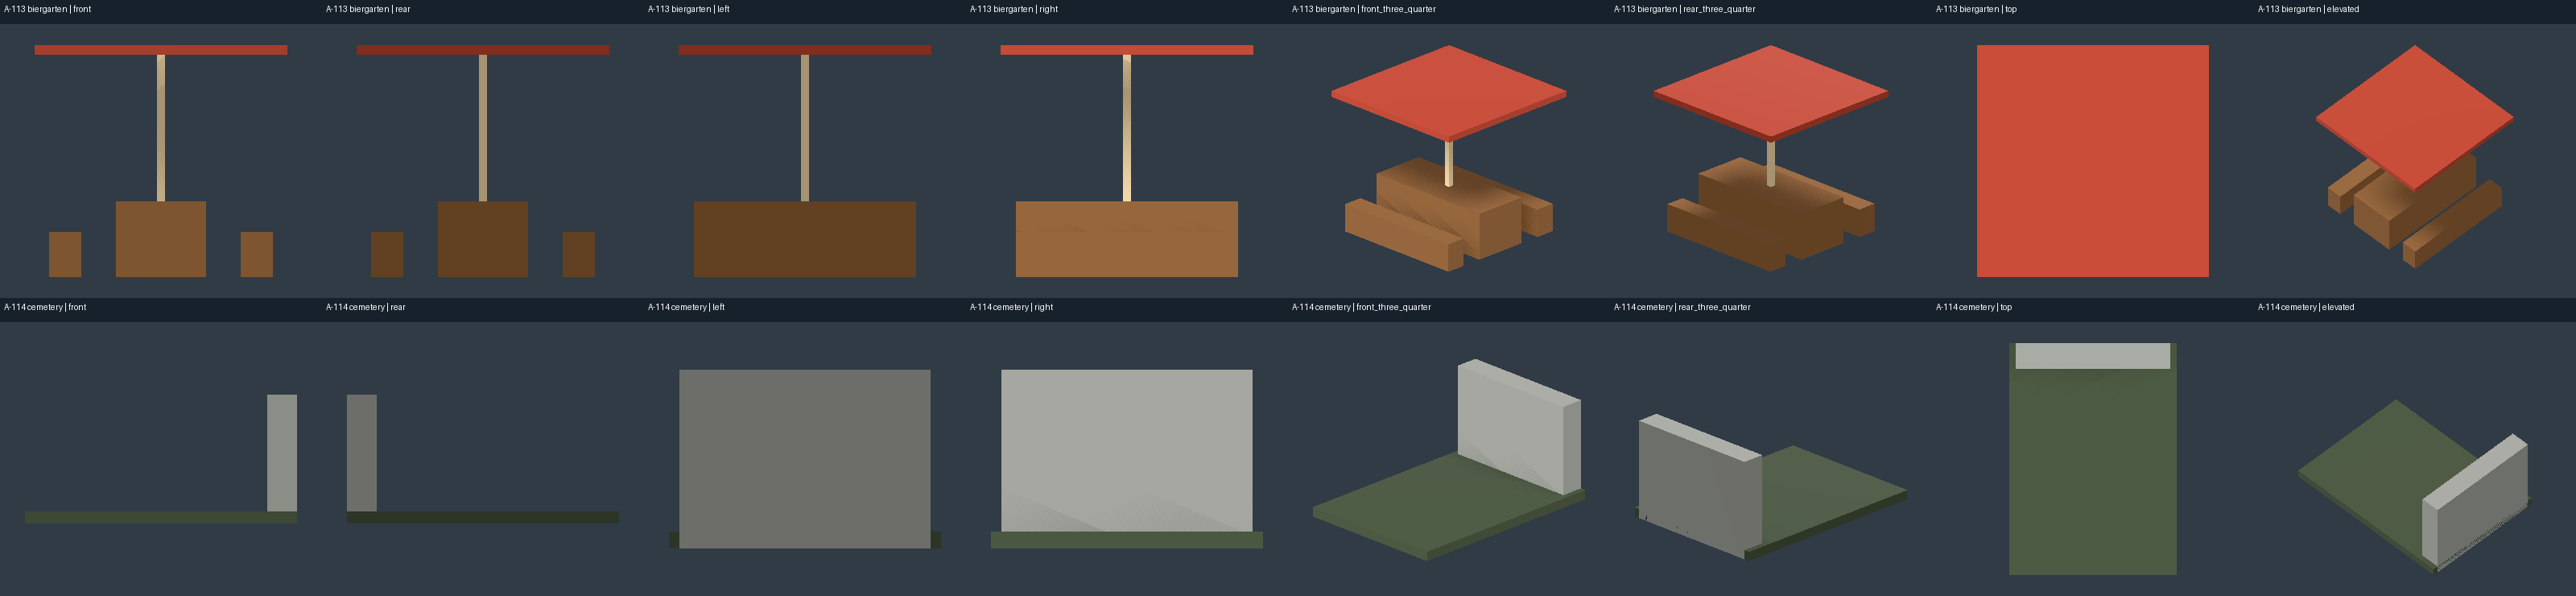 A-113 biergarten | front
A-113 biergarten | rear
A-113 biergarten | left
A-113 biergarten | right
A-113 biergarten | front_three_quarter
A-113 biergarten | rear_three_quarter
A-113 biergarten | top
A-113 biergarten | elevated
A-114 cemetery | front
A-114 cemetery | rear
A-114 cemetery | left
A-114 cemetery | right
A-114 cemetery | front_three_quarter
A-114 cemetery | rear_three_quarter
A-114 cemetery | top
A-114 cemetery | elevated